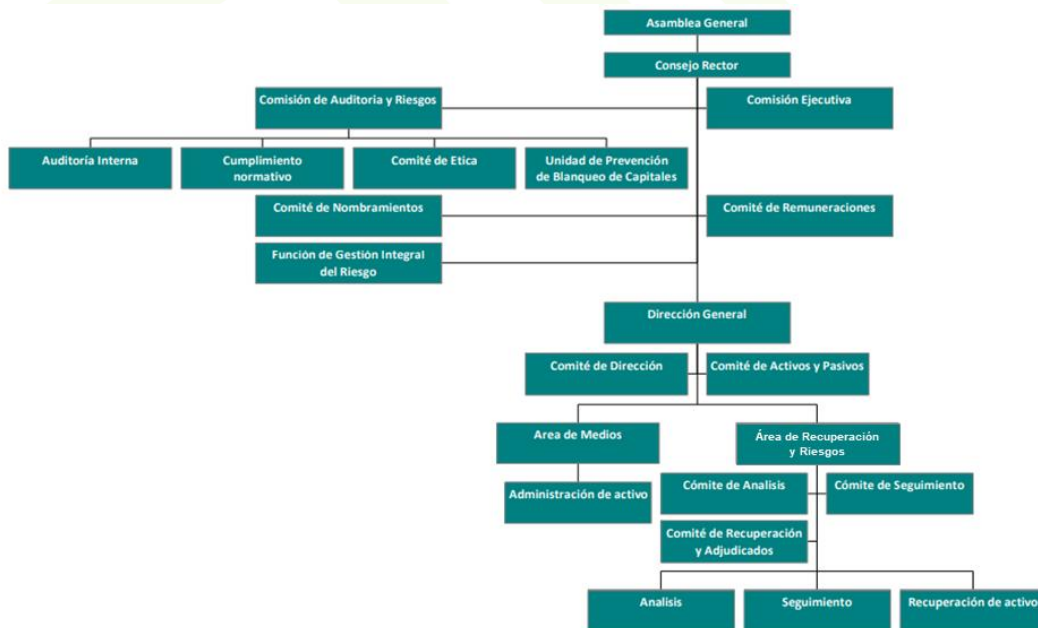 Asamblea General
Consejo Rector
Comisión de Auditoria y Riesgos
Comisión Ejecutiva
Auditoría Interna
Cumplimiento
normativo
Comité de Etica
Unidad de Prevención
de Blanqueo de Capitales
Comité de Nombramientos
Comité de Remuneraciones
Función de Gestión Integral
del Riesgo
Dirección General
Comité de Dirección
Comité de Activos y Pasivos
Area de Medios
Área de Recuperación
y Riesgos
Administración de activo
Cómite de Analisis
Cómite de Seguimiento
Comité de Recuperación
y Adjudicados
Analisis
Seguimiento
Recuperación de activo